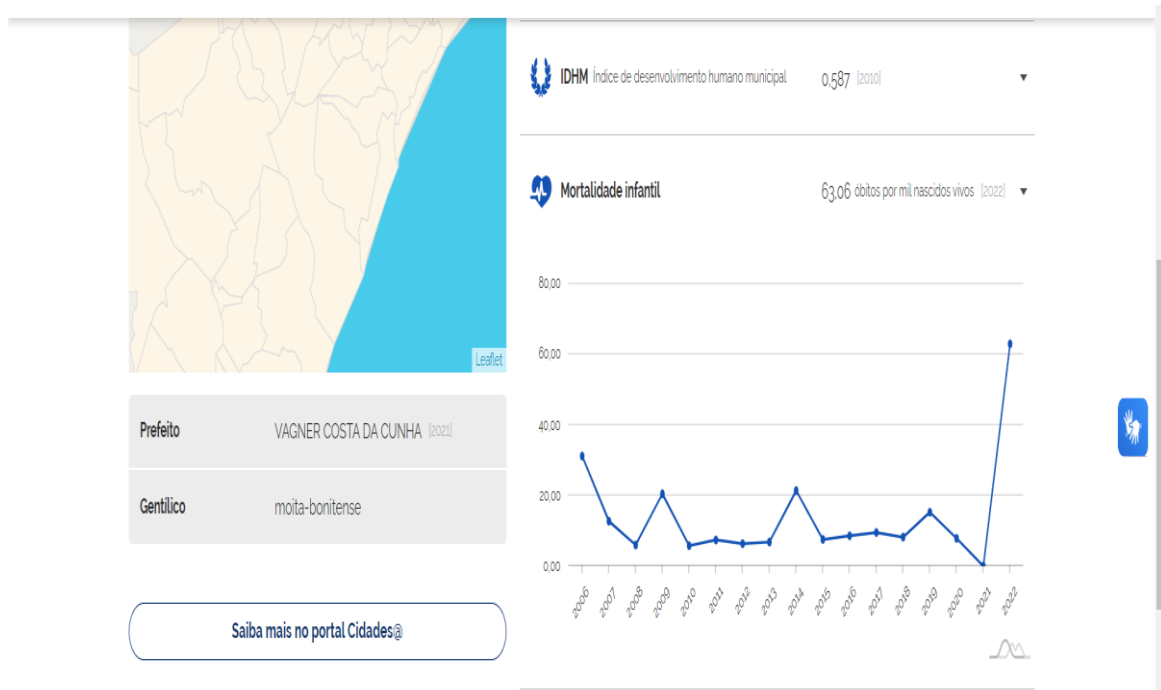 IDHM Índice de desenvolvimento humano municipal 0,587 [2010]
Mortalidade infantil 63,06 óbitos por mil nascidos vivos [2022]
80,00
60,00
40,00
20,00
0,00
2006 2007 2008 2009 2010 2011 2012 2013 2014 2015 2016 2017 2018 2019 2020 2021 2022
Leaflet
Prefeito VAGNER COSTA DA CUNHA [2021]
Gentílico moita-bonitense
Saiba mais no portal Cidades@